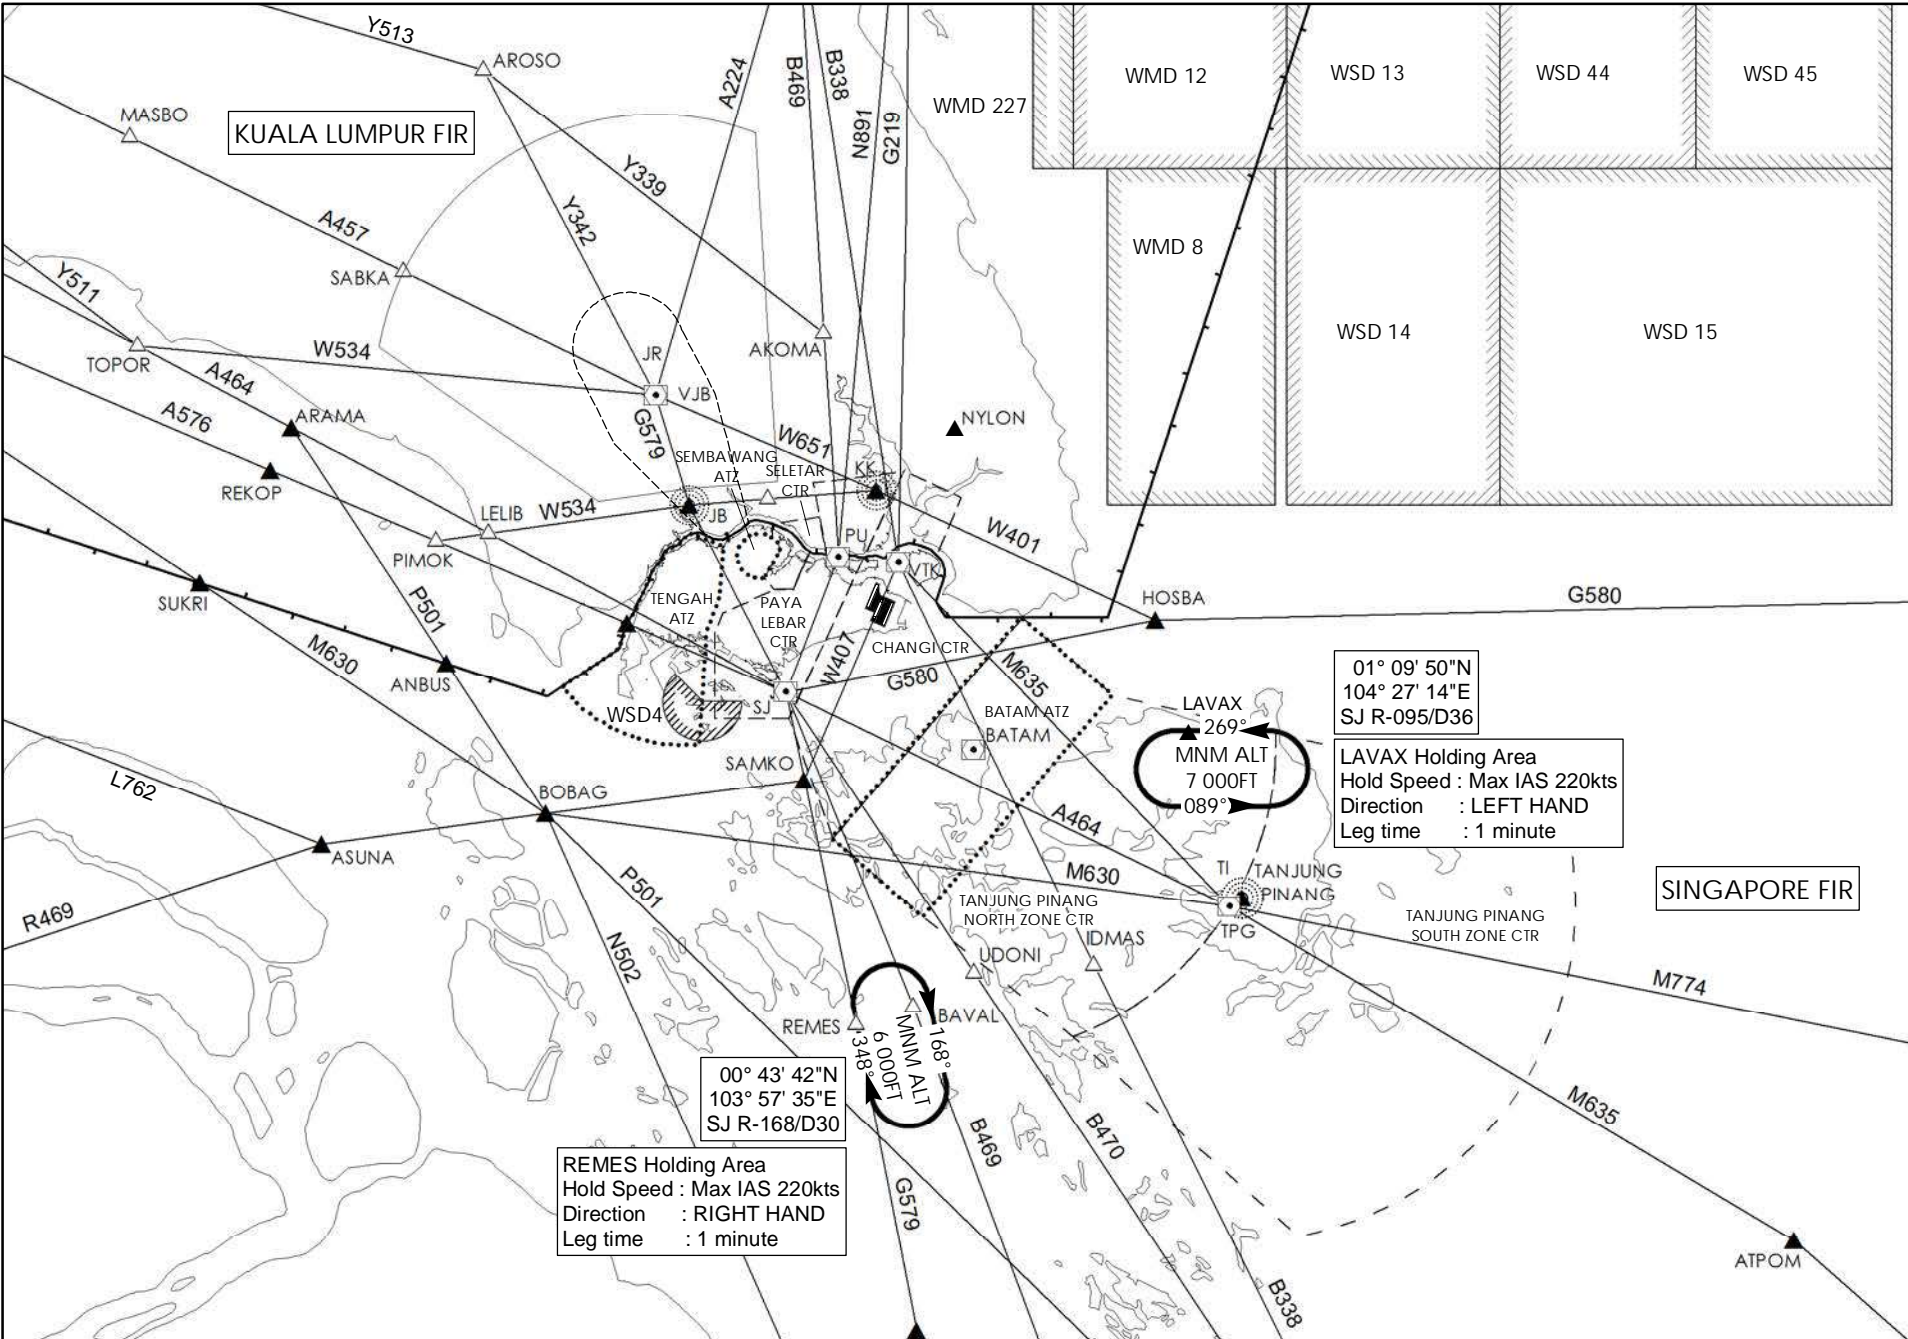 Y513
AROSO
A224
B469
B338
N891
G219
WMD 227
WMD 12
WSD 13
WSD 44
WSD 45
MASBO
KUALA LUMPUR FIR
Y339
Y342
A457
SABKA
WMD 8
Y511
WSD 14
WSD 15
TOPOR
W534
JR
AKOMA
VJB
A464
ARAMA
A576
G579
W651
NYLON
SEMBAWANG
ATZ
SELETAR
CTR
KK
REKOP
LELIB
W534
JB
PIMOK
PU
W401
VTK
SUKRI
P501
TENGAH
ATZ
PAYA
LEBAR
CTR
HOSBA
G580
M630
ANBUS
W407
CHANGI CTR
G580
M635
WSD4
SJ
BATAM ATZ
BATAM
LAVAX
269°
MNM ALT
7 000FT
089°
01° 09' 50"N
104° 27' 14"E
SJ R-095/D36
LAVAX Holding Area
Hold Speed : Max IAS 220kts
Direction : LEFT HAND
Leg time : 1 minute
L762
SAMKO
BOBAG
A464
ASUNA
P501
M630
TI
TANJUNG
PINANG
TPG
TANJUNG PINANG
NORTH ZONE CTR
TANJUNG PINANG
SOUTH ZONE CTR
SINGAPORE FIR
R469
N502
UDONI
IDMAS
M774
REMES
BAVAL
168°
MNM ALT
6 000FT
348°
00° 43' 42"N
103° 57' 35"E
SJ R-168/D30
REMES Holding Area
Hold Speed : Max IAS 220kts
Direction : RIGHT HAND
Leg time : 1 minute
G579
B469
B470
B338
M635
ATPOM